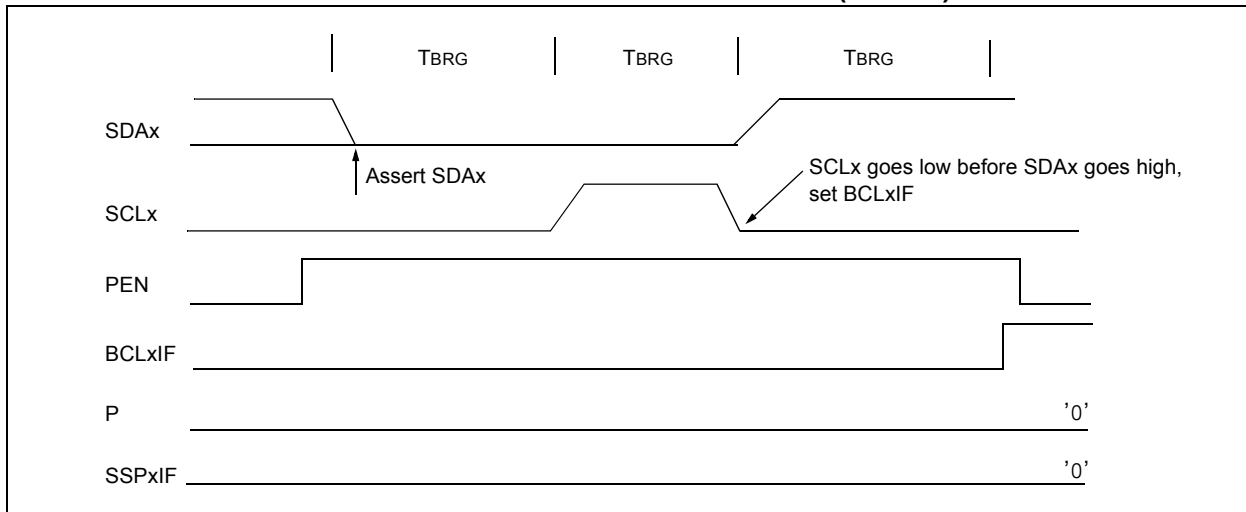 TBRG TBRG TBRG
SDAx
Assert SDAx
SCLx goes low before SDAx goes high,
set BCLxIF
SCLx
PEN
BCLxIF
P '0'
SSPxIF '0'